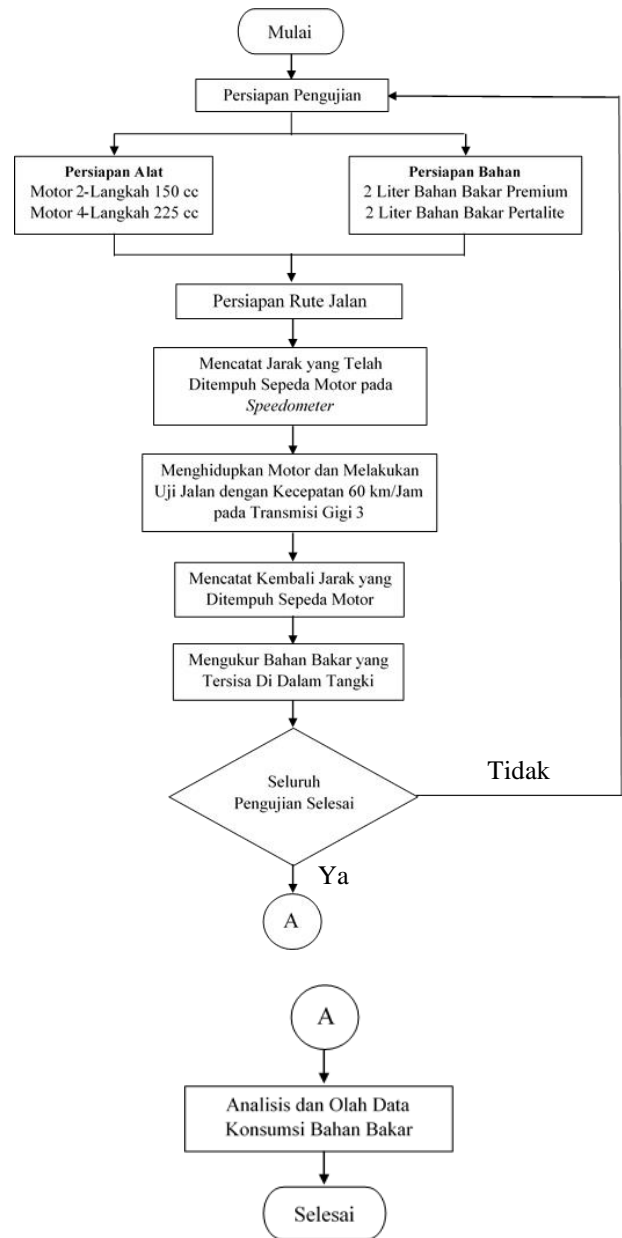 Mulai
Persiapan Pengujian
Persiapan Alat
Motor 2-Langkah 150 cc
Motor 4-Langkah 225 cc
Persiapan Bahan
2 Liter Bahan Bakar Premium
2 Liter Bahan Bakar Pertalite
Persiapan Rute Jalan
Mencatat Jarak yang Telah
Ditempuh Sepeda Motor pada
Speedometer
Menghidupkan Motor dan Melakukan
Uji Jalan dengan Kecepatan 60 km/Jam
pada Transmisi Gigi 3
Mencatat Kembali Jarak yang
Ditempuh Sepeda Motor
Mengukur Bahan Bakar yang
Tersisa Di Dalam Tangki
Seluruh
Pengujian Selesai
Tidak
Ya
A
A
Analisis dan Olah Data
Konsumsi Bahan Bakar
Selesai